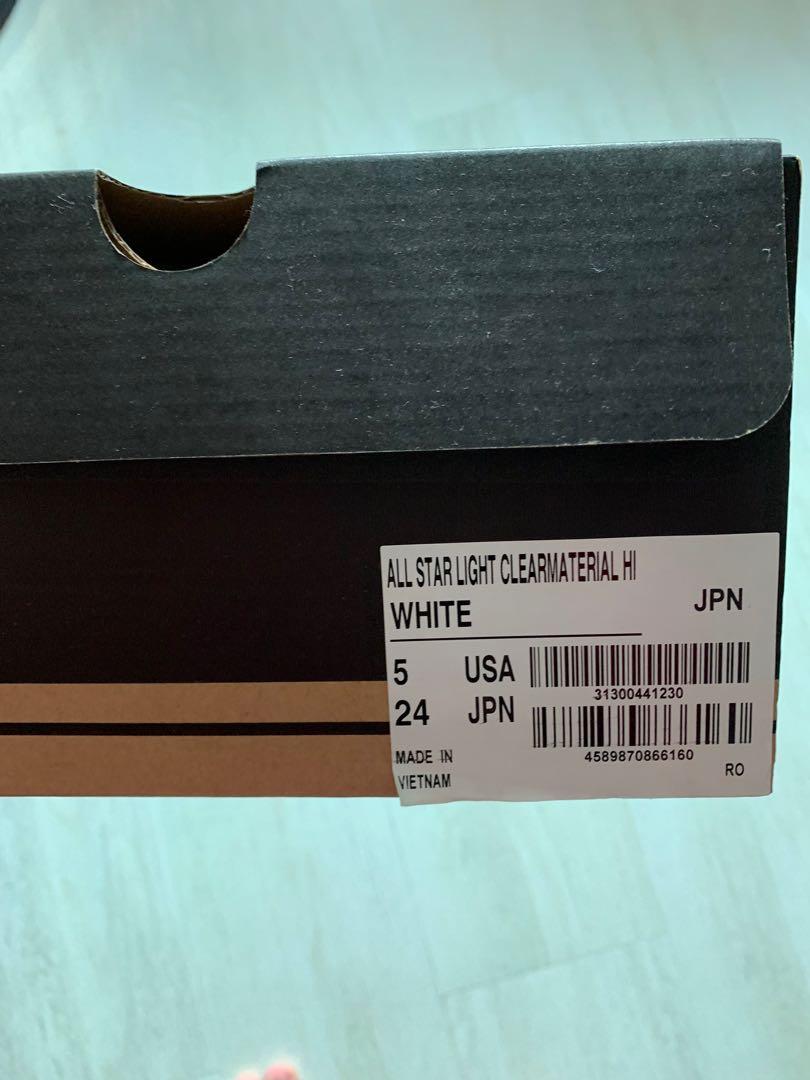 ALL STAR LIGHT CLEARMATERIAL HI
WHITE JPN
5 USA
31300441230
24 JPN
4589870866160
MADE IN
VIETNAM
RO